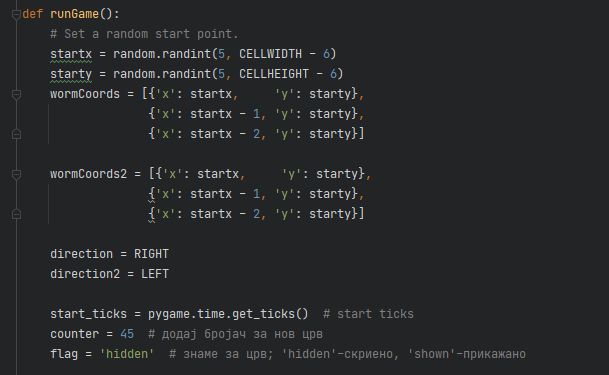 def runGame():
    # Set a random start point.
    startx = random.randint(5, CELLWIDTH - 6)
    starty = random.randint(5, CELLHEIGHT - 6)
    wormCoords = [{'x': startx,     'y': starty},
                  {'x': startx - 1, 'y': starty},
                  {'x': startx - 2, 'y': starty}]

    wormCoords2 = [{'x': startx,     'y': starty},
                  {'x': startx - 1, 'y': starty},
                  {'x': startx - 2, 'y': starty}]

    direction = RIGHT
    direction2 = LEFT

    start_ticks = pygame.time.get_ticks()  # start ticks
    counter = 45  # додај бројач за нов црв
    flag = 'hidden'  # знаме за црв; 'hidden'-скриено, 'shown'-прикажано